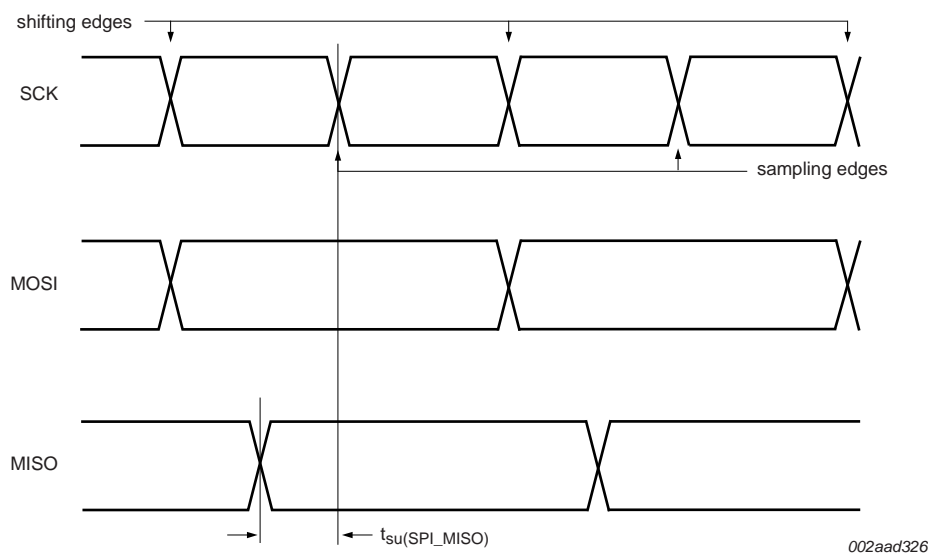 shifting edges
SCK
sampling edges
MOSI
MISO
tsu(SPI_MISO)
002aad326